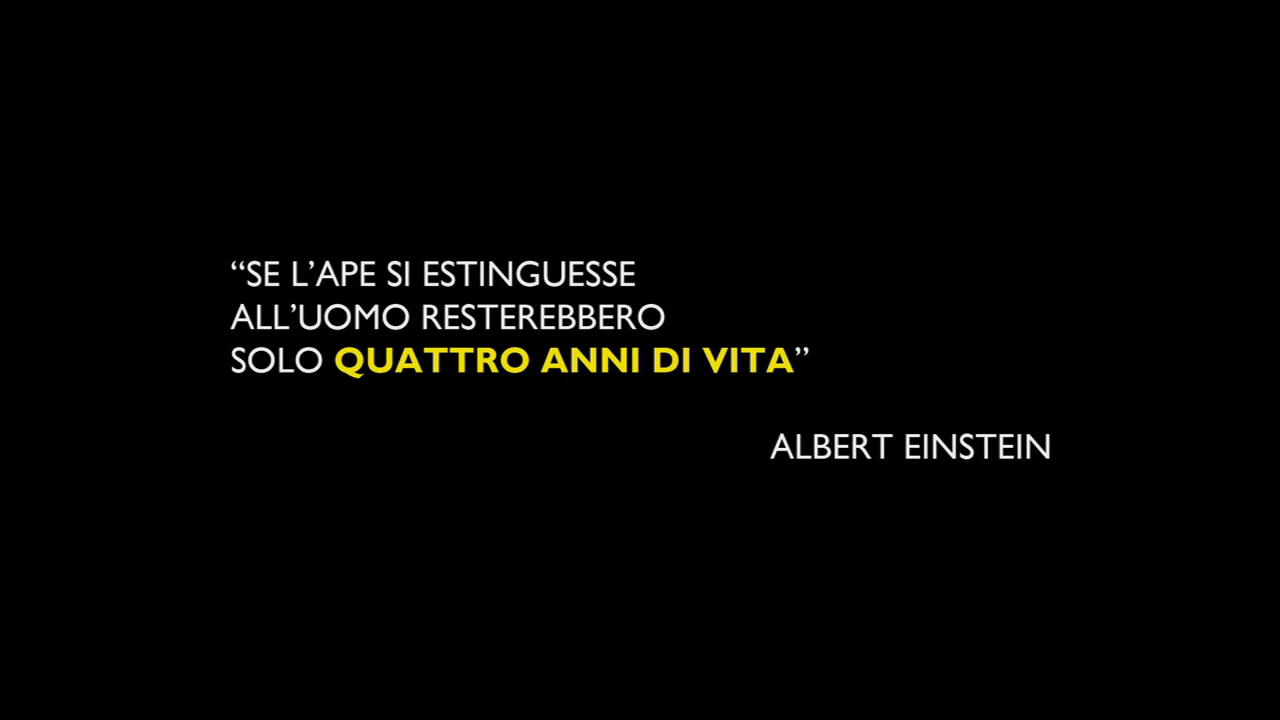 “SE L’APE SI ESTINGUESSE
ALL’UOMO RESTEREBBERO
SOLO QUATTRO ANNI DI VITA”
ALBERT EINSTEIN